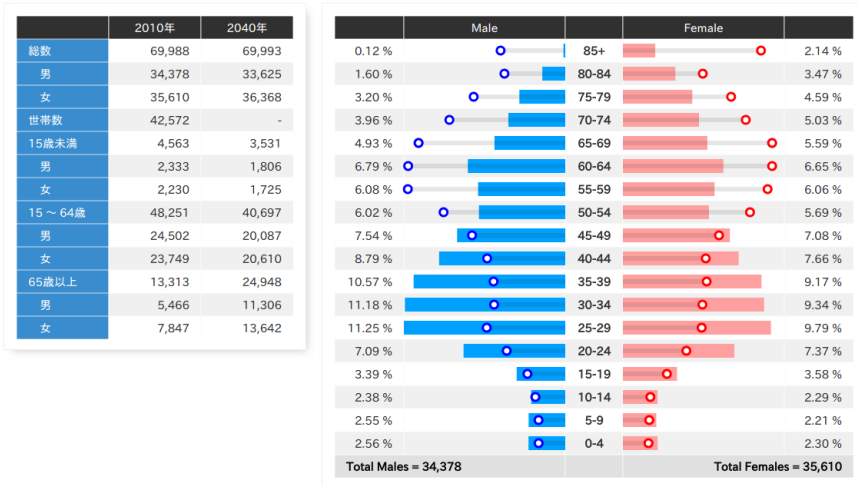 2010年 2040年
総数 69,988 69,993
男 34,378 33,625
女 35,610 36,368
世帯数 42,572 -
15歳未満 4,563 3,531
男 2,333 1,806
女 2,230 1,725
15 ～ 64歳 48,251 40,697
男 24,502 20,087
女 23,749 20,610
65歳以上 13,313 24,948
男 5,466 11,306
女 7,847 13,642
Male Female
0.12 % 85+ 2.14 %
1.60 % 80-84 3.47 %
3.20 % 75-79 4.59 %
3.96 % 70-74 5.03 %
4.93 % 65-69 5.59 %
6.79 % 60-64 6.65 %
6.08 % 55-59 6.06 %
6.02 % 50-54 5.69 %
7.54 % 45-49 7.08 %
8.79 % 40-44 7.66 %
10.57 % 35-39 9.17 %
11.18 % 30-34 9.34 %
11.25 % 25-29 9.79 %
7.09 % 20-24 7.37 %
3.39 % 15-19 3.58 %
2.38 % 10-14 2.29 %
2.55 % 5-9 2.21 %
2.56 % 0-4 2.30 %
Total Males = 34,378 Total Females = 35,610